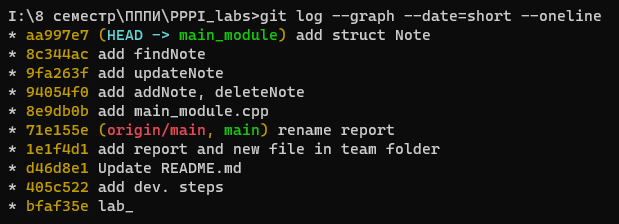 I:\8 семестр\ПППИ\PPPI_labs>git log --graph --date=short --oneline
* aa997e7 (HEAD -> main_module) add struct Note
* 8c344ac add findNote
* 9fa263f add updateNote
* 94054f0 add addNote, deleteNote
* 8e9db0b add main_module.cpp
* 71e155e (origin/main, main) rename report
* 1e1f4d1 add report and new file in team folder
* d46d8e1 Update README.md
* 405c522 add dev. steps
* bfaf35e lab_